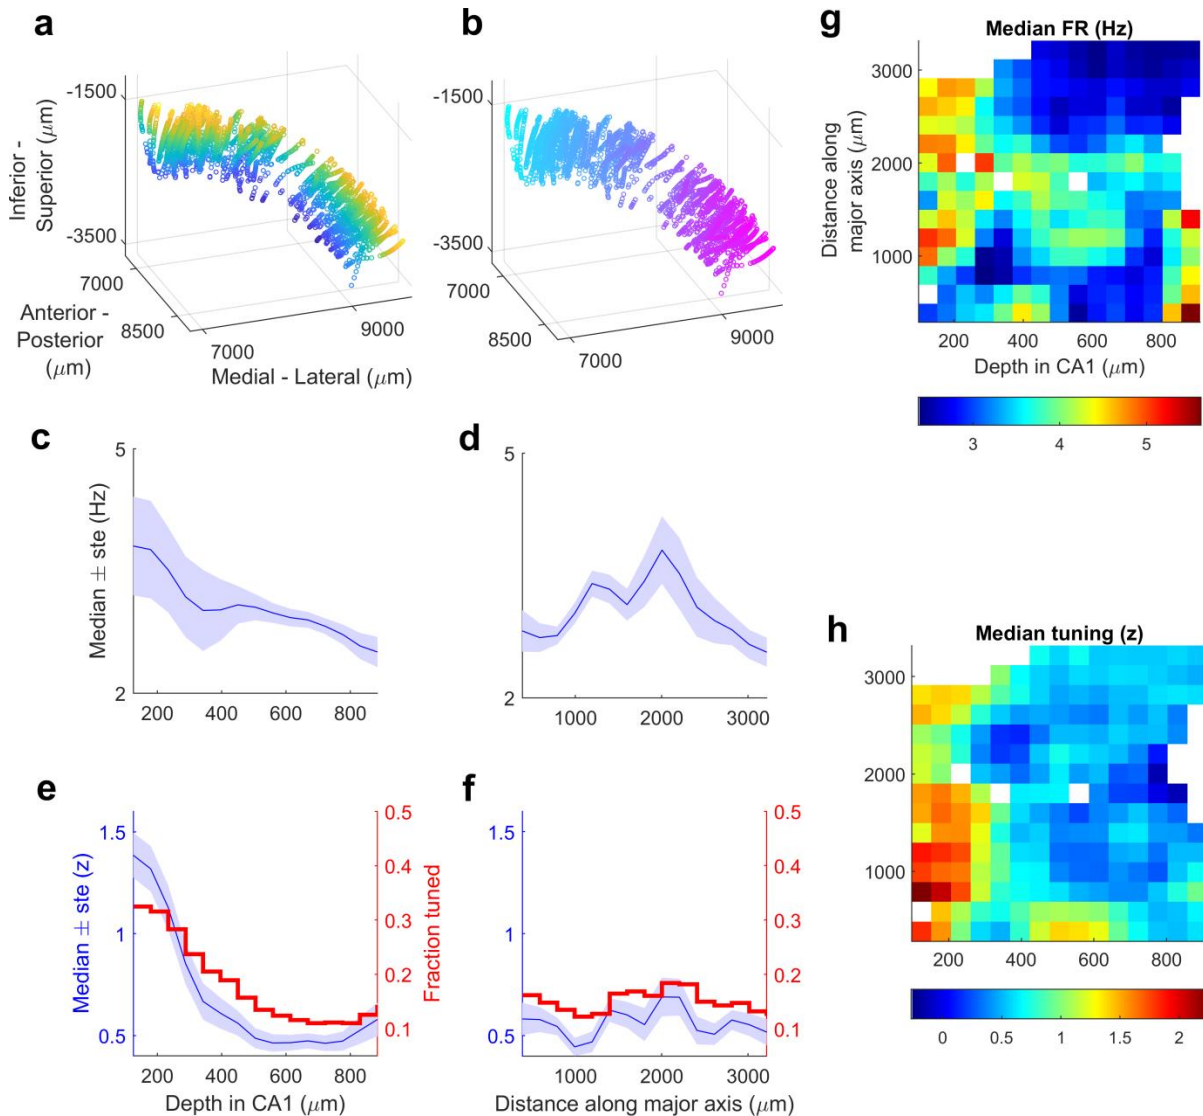 a
-1500
-3500
Inferior -
Superior (μm)
7000
8500
Anterior -
Posterior
(μm)
7000
9000
Medial - Lateral (μm)
b
-1500
-3500
7000
8500
7000
9000
g
Median FR (Hz)
3000
2000
1000
Distance along
major axis (μm)
200 400 600 800
Depth in CA1 (μm)
3 4 5
c
5
2
Median ± ste (Hz)
200 400 600 800
d
5
2
1000 2000 3000
e
1.5
1
0.5
Median ± ste (z)
0.5
0.4
0.3
0.2
0.1
Fraction tuned
200 400 600 800
Depth in CA1 (μm)
f
1.5
1
0.5
0.5
0.4
0.3
0.2
0.1
1000 2000 3000
Distance along major axis (μm)
h
Median tuning (z)
3000
2000
1000
200 400 600 800
0 0.5 1 1.5 2